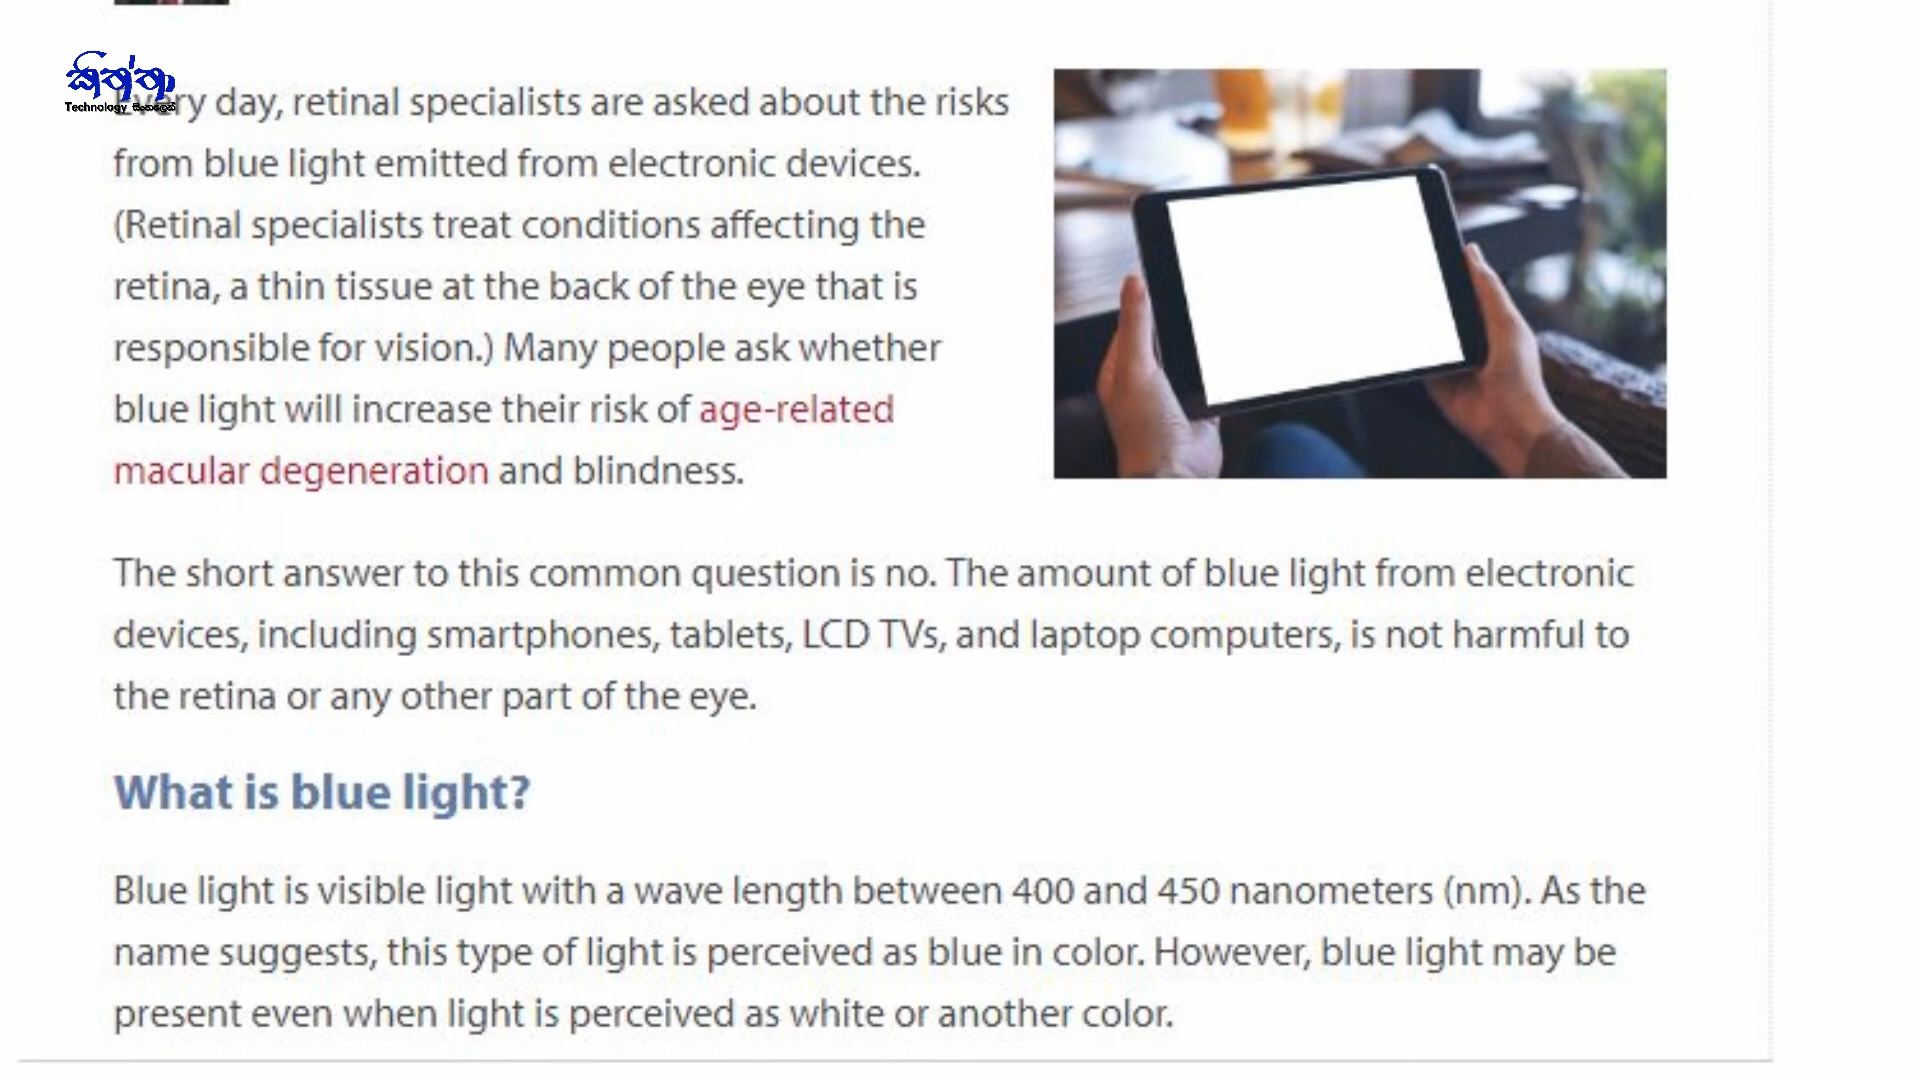 කිත්තා
Technology සිංහලෙන්
Every day, retinal specialists are asked about the risks
from blue light emitted from electronic devices.
(Retinal specialists treat conditions affecting the
retina, a thin tissue at the back of the eye that is
responsible for vision.) Many people ask whether
blue light will increase their risk of age-related
macular degeneration and blindness.
The short answer to this common question is no. The amount of blue light from electronic
devices, including smartphones, tablets, LCD TVs, and laptop computers, is not harmful to
the retina or any other part of the eye.
What is blue light?
Blue light is visible light with a wave length between 400 and 450 nanometers (nm). As the
name suggests, this type of light is perceived as blue in color. However, blue light may be
present even when light is perceived as white or another color.